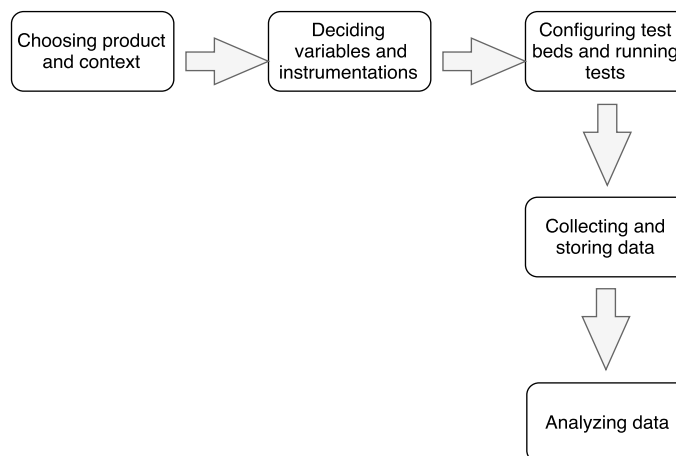 Choosing product
and context
Deciding
variables and
instrumentations
Configuring test
beds and running
tests
Collecting and
storing data
Analyzing data